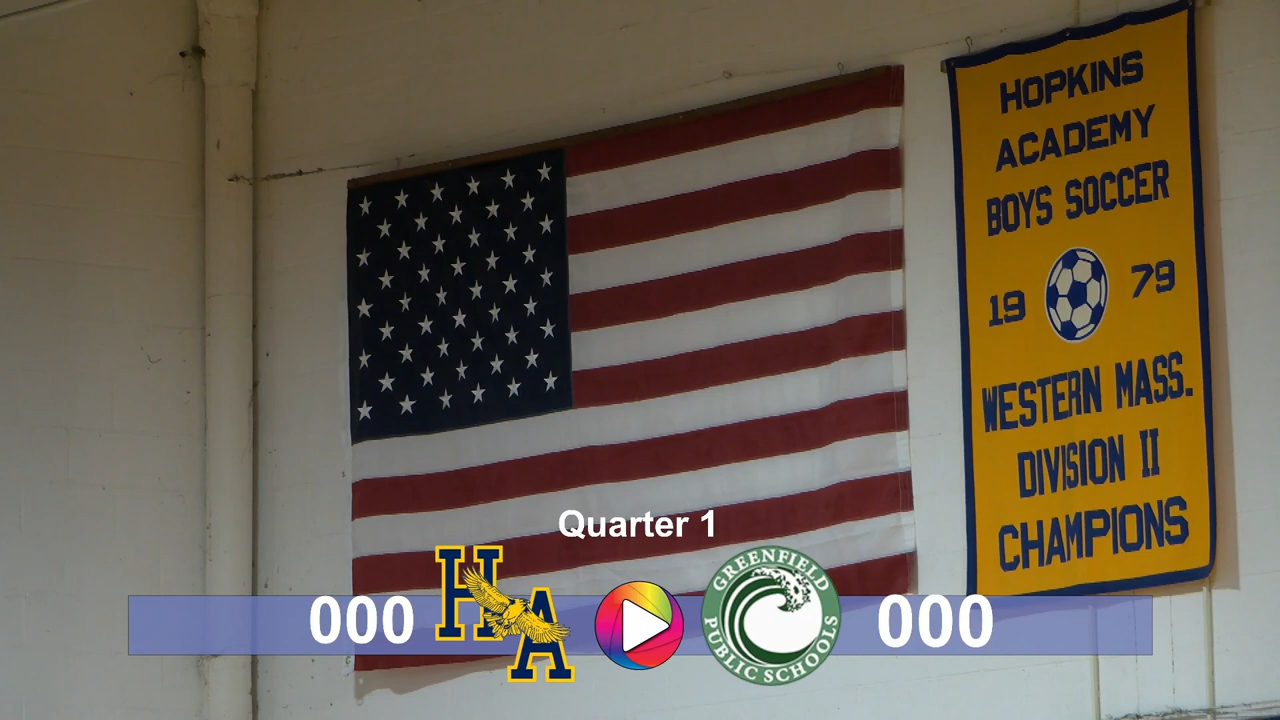 HOPKINS
ACADEMY
BOYS SOCCER
19 79
WESTERN MASS.
DIVISION II
CHAMPIONS
Quarter 1
000 HA GREENFIELD PUBLIC SCHOOLS 000